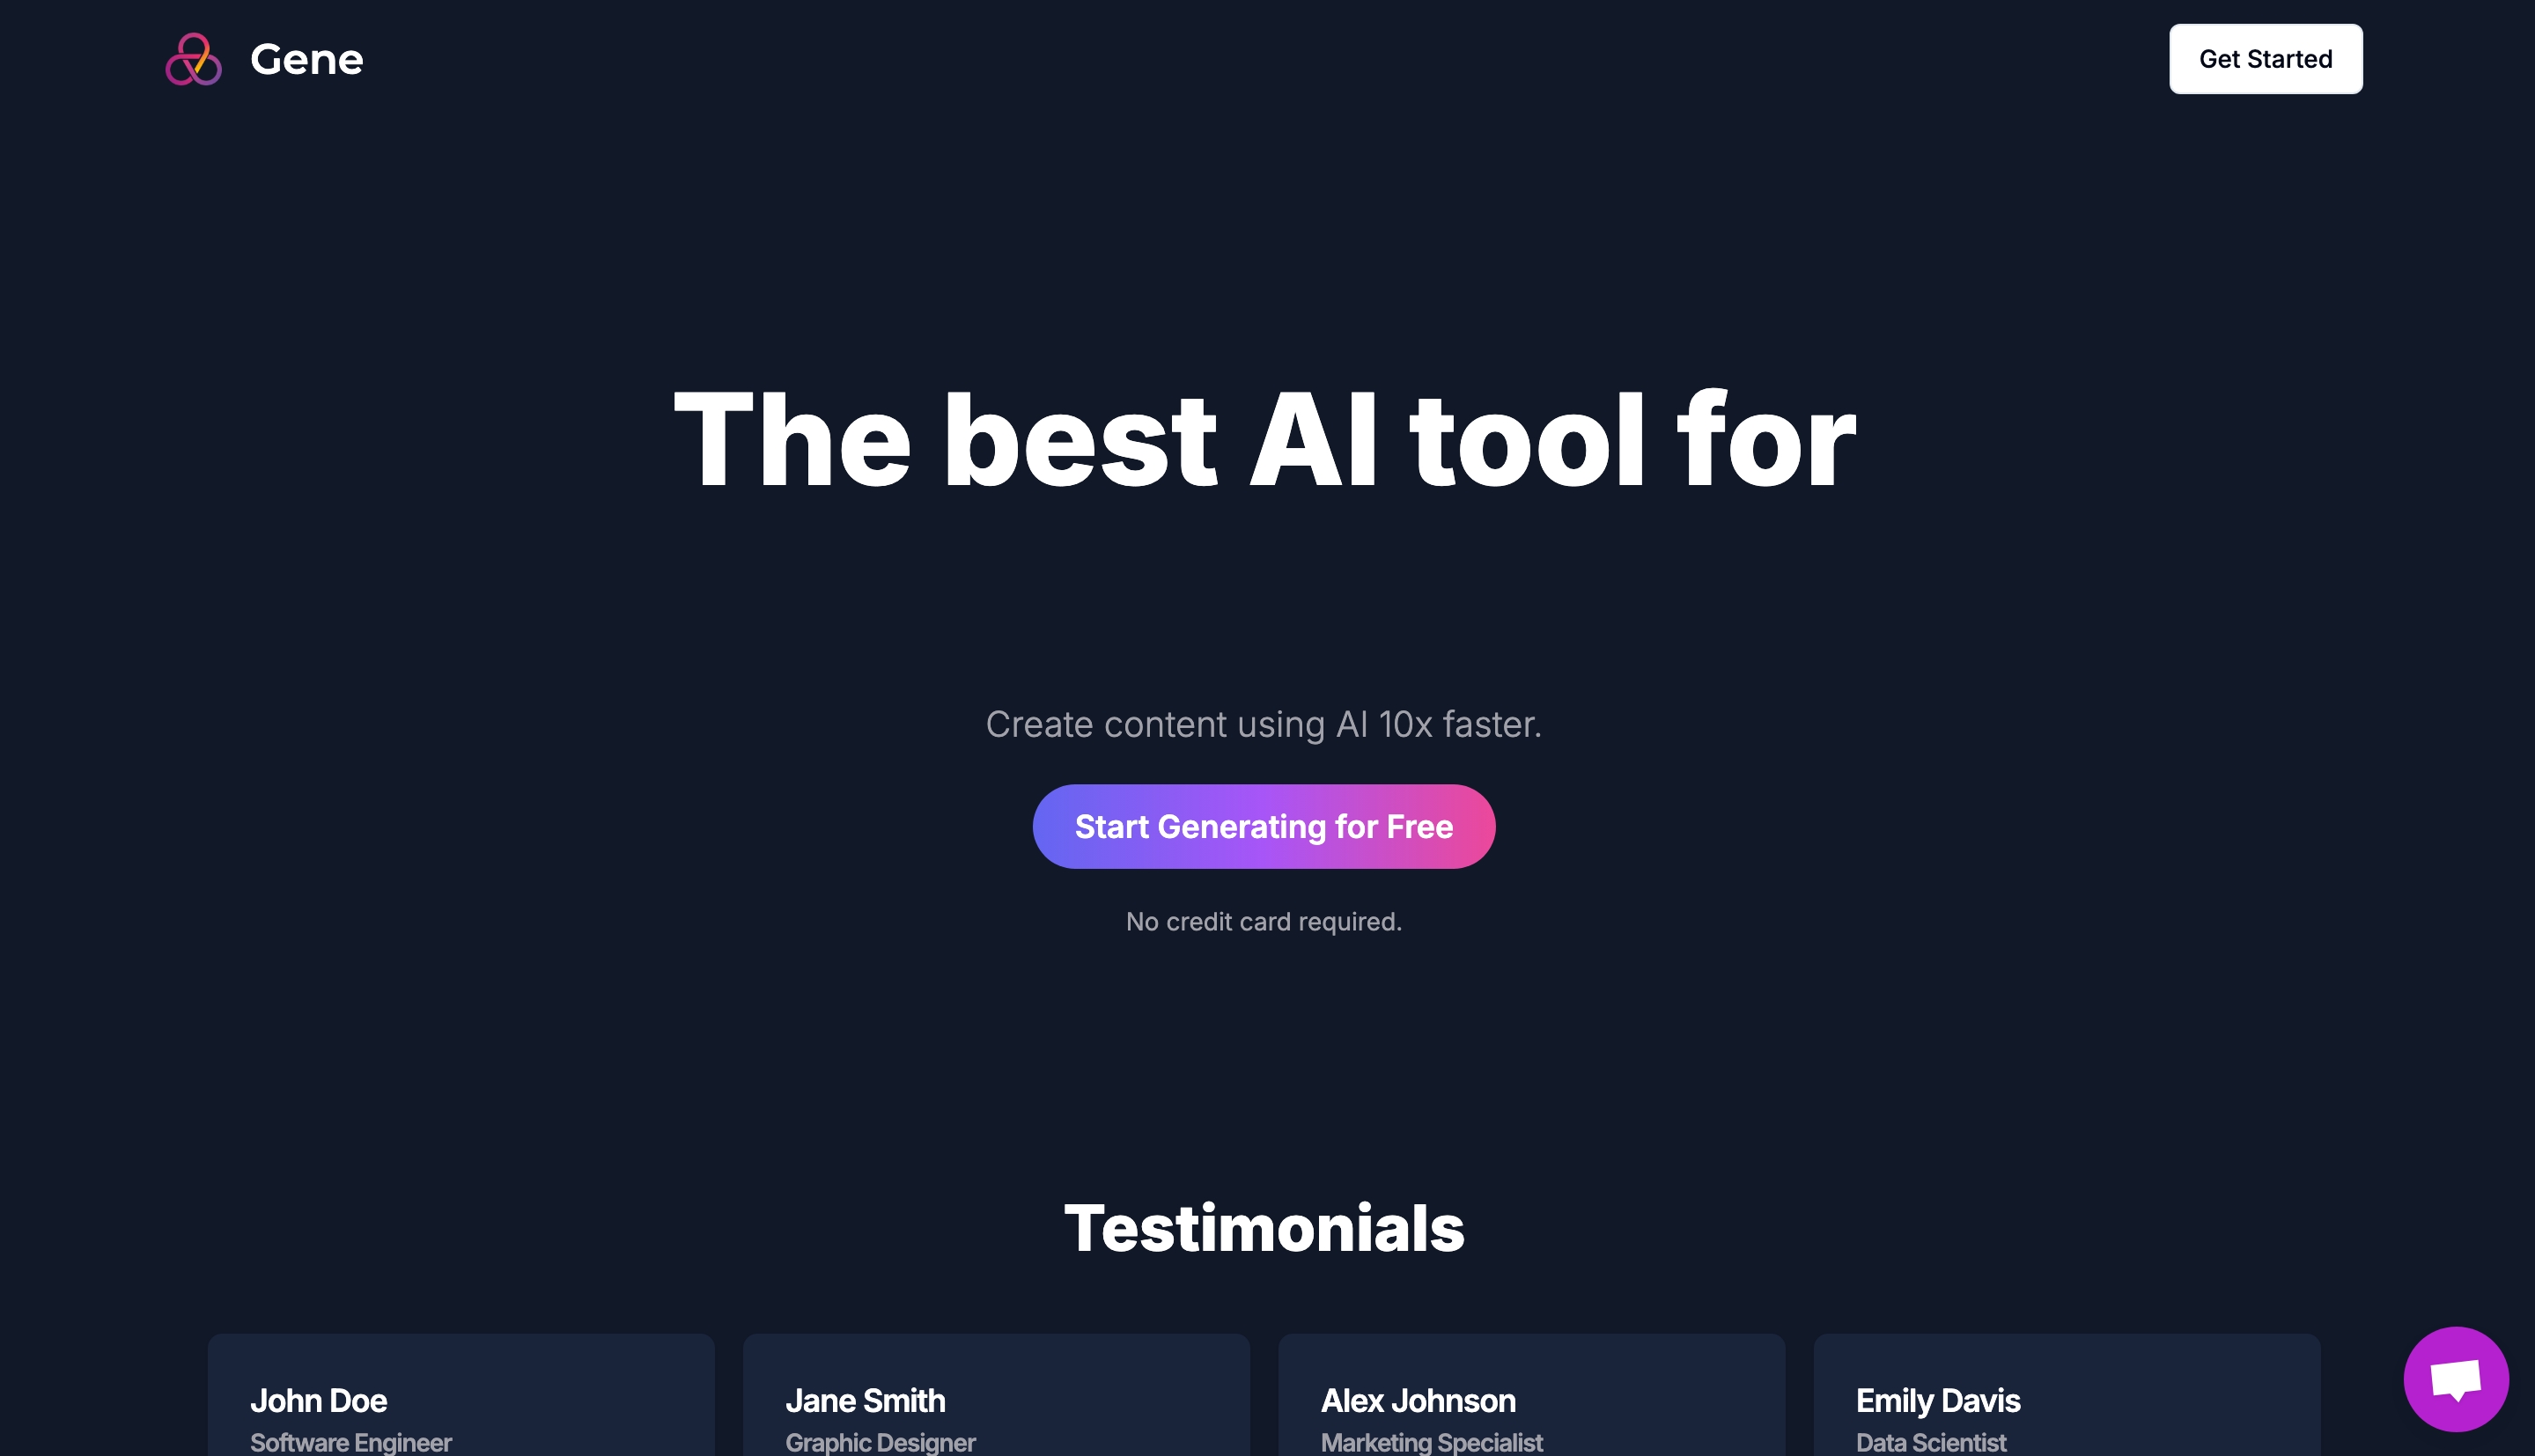 Gene
Get Started
The best AI tool for
Create content using AI 10x faster.
Start Generating for Free
No credit card required.
Testimonials
John Doe
Software Engineer
Jane Smith
Graphic Designer
Alex Johnson
Marketing Specialist
Emily Davis
Data Scientist